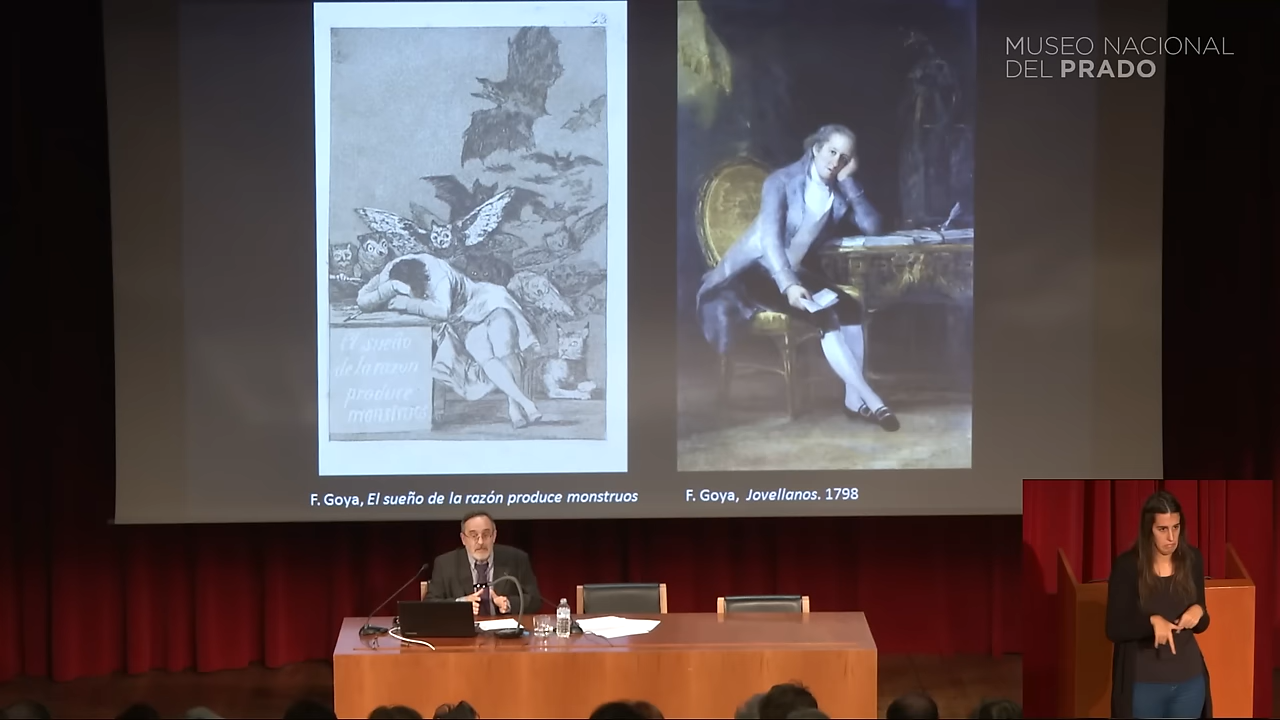 MUSEO NACIONAL
DEL PRADO
43
El sueño
de la razon
produce
monstruos
F. Goya, El sueño de la razón produce monstruos
F. Goya, Jovellanos. 1798